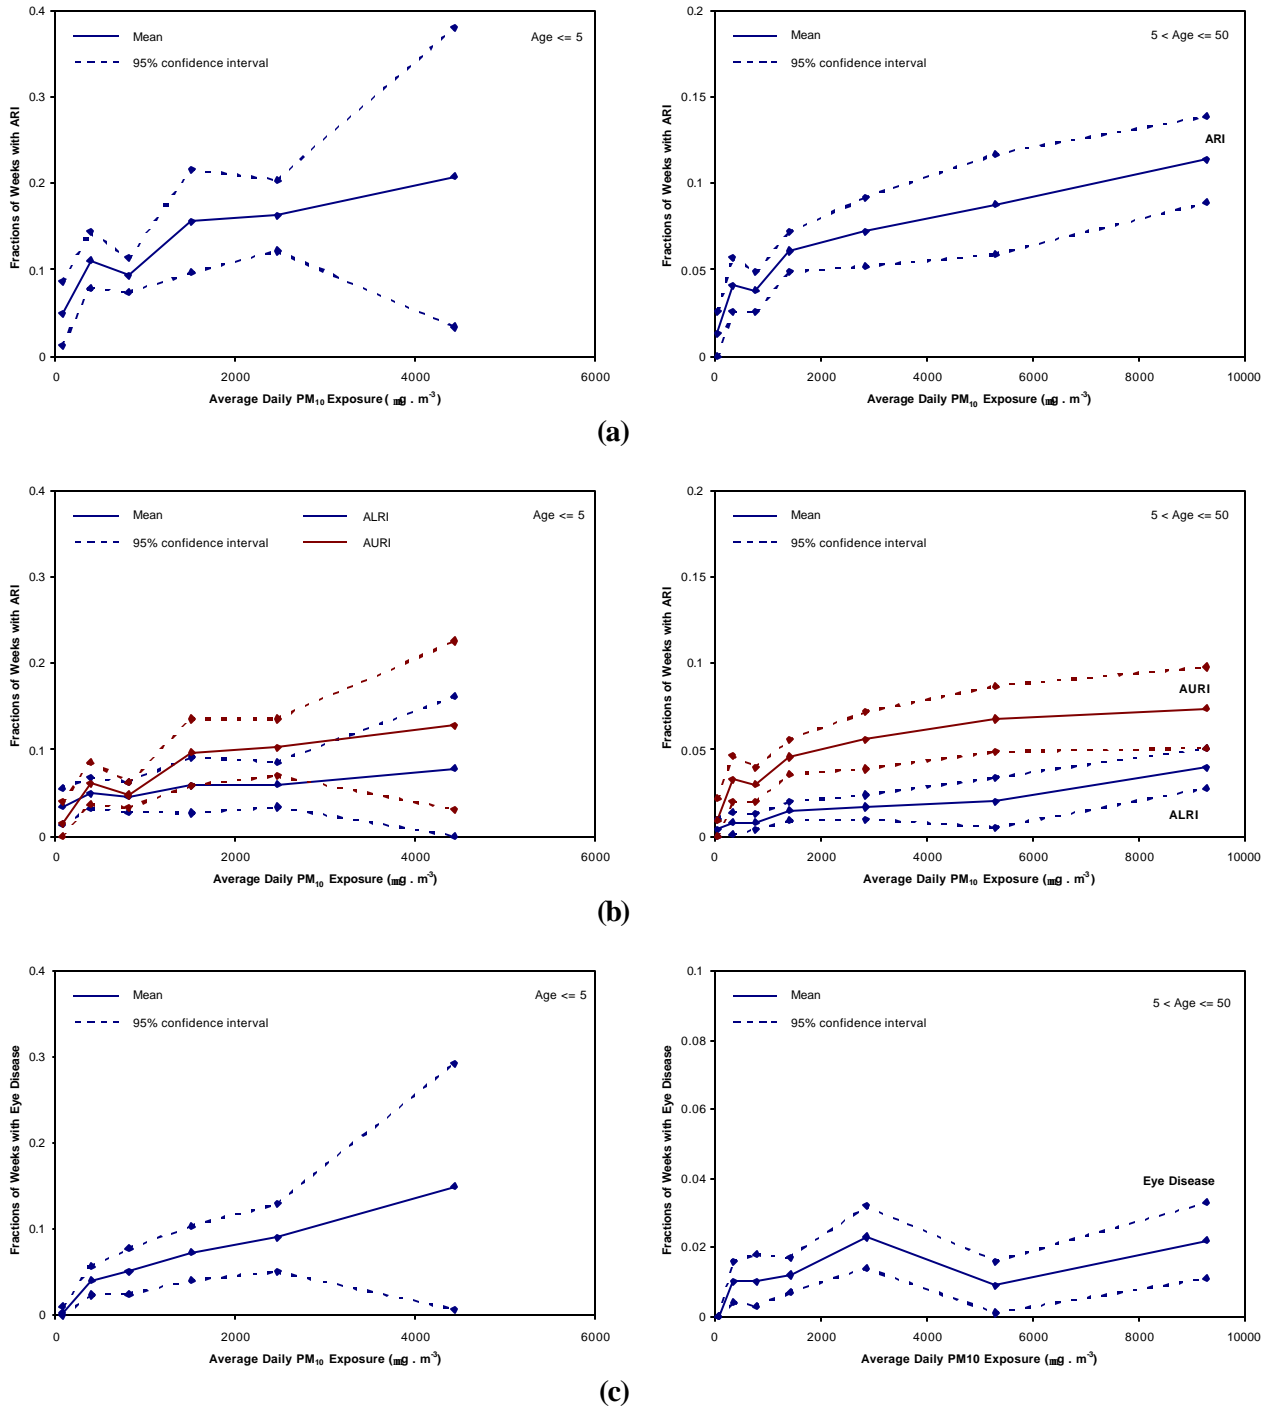 0.4
0.3
0.2
0.1
0
0 2000 4000 6000
Fractions of Weeks with ARI
Mean
95% confidence interval
Age <= 5
Average Daily PM10 Exposure ( µg . m-3)
0.2
0.15
0.1
0.05
0
0 2000 4000 6000 8000 10000
Fractions of Weeks with ARI
Mean
95% confidence interval
5 < Age <= 50
ARI
Average Daily PM10 Exposure (µg . m-3)
(a)
0.4
0.3
0.2
0.1
0
0 2000 4000 6000
Fractions of Weeks with ARI
Mean ALRI
95% confidence interval AURI
Age <= 5
Average Daily PM10 Exposure (µg . m-3)
0.2
0.15
0.1
0.05
0
0 2000 4000 6000 8000 10000
Fractions of Weeks with ARI
Mean
95% confidence interval
5 < Age <= 50
AURI
ALRI
Average Daily PM10 Exposure (µg . m-3)
(b)
0.4
0.3
0.2
0.1
0
0 2000 4000 6000
Fractions of Weeks with Eye Disease
Mean
95% confidence interval
Age <= 5
Average Daily PM10 Exposure (µg . m-3)
0.1
0.08
0.06
0.04
0.02
0
0 2000 4000 6000 8000 10000
Fractions of Weeks with Eye Disease
Mean
95% confidence interval
5 < Age <= 50
Eye Disease
Average Daily PM10 Exposure (µg . m-3)
(c)